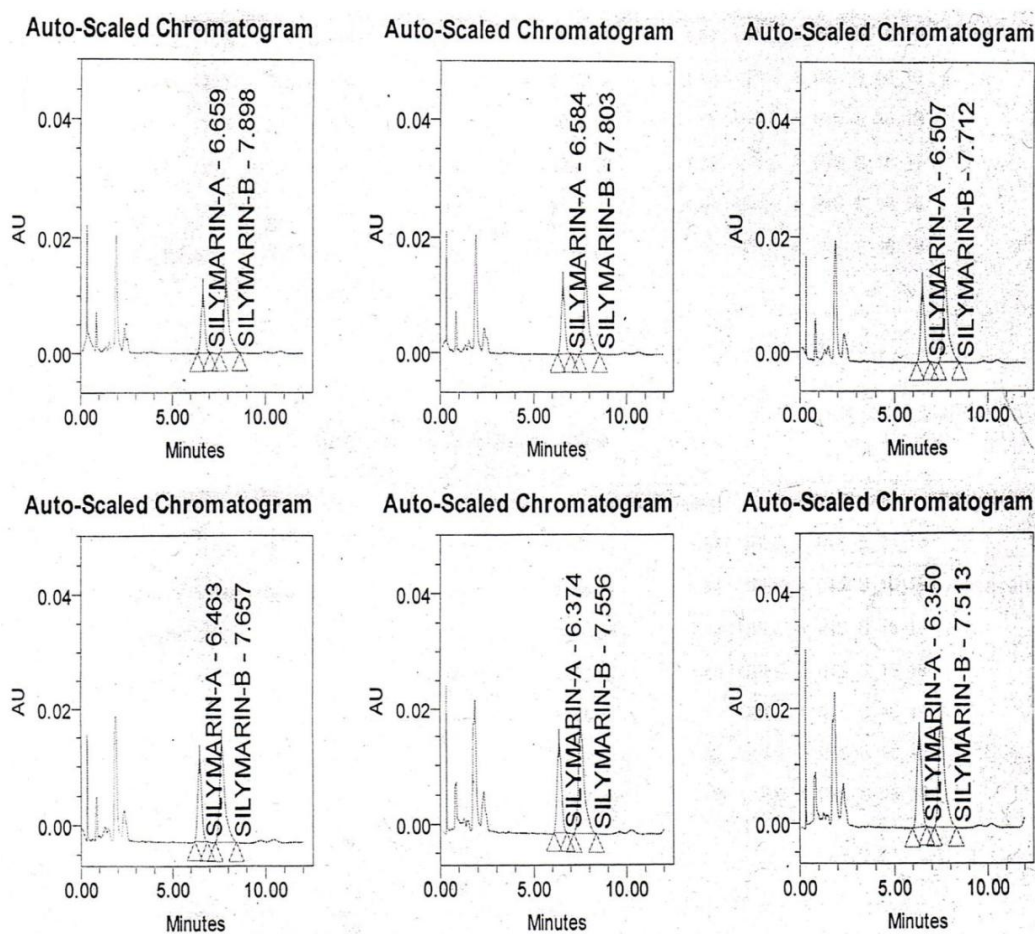 Auto-Scaled Chromatogram
AU
0.04
0.02
0.00
SILYMARIN-A - 6.659
SILYMARIN-B - 7.898
0.00 5.00 10.00
Minutes
Auto-Scaled Chromatogram
AU
0.04
0.02
0.00
SILYMARIN-A - 6.584
SILYMARIN-B - 7.803
0.00 5.00 10.00
Minutes
Auto-Scaled Chromatogram
AU
0.04
0.02
0.00
SILYMARIN-A - 6.507
SILYMARIN-B - 7.712
0.00 5.00 10.00
Minutes
Auto-Scaled Chromatogram
AU
0.04
0.02
0.00
SILYMARIN-A - 6.463
SILYMARIN-B - 7.657
0.00 5.00 10.00
Minutes
Auto-Scaled Chromatogram
AU
0.04
0.02
0.00
SILYMARIN-A - 6.374
SILYMARIN-B - 7.556
0.00 5.00 10.00
Minutes
Auto-Scaled Chromatogram
AU
0.04
0.02
0.00
SILYMARIN-A - 6.350
SILYMARIN-B - 7.513
0.00 5.00 10.00
Minutes